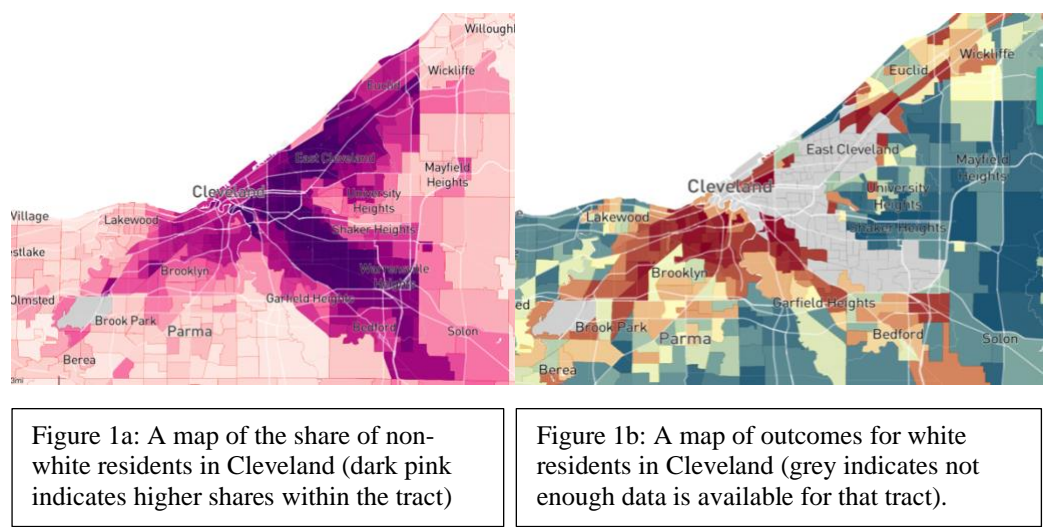 Willough
Wickliffe
Euclid
East Cleveland
Cleveland
Mayfield
Heights
University
Heights
Village
Lakewood
Shaker Heights
estlake
Warrensville
Heights
Brooklyn
Olmsted
Garfield Heights
Brook Park
Bedford
Parma
Solon
Berea
0mi
Wickliffe
Euclid
East Cleveland
Cleveland
Mayfield
Heights
University
Heights
Lakewood
Shaker Heights
Brooklyn
Garfield Heights
Brook Park
Bedford
Parma
Solon
Berea
Figure 1a: A map of the share of non-
white residents in Cleveland (dark pink
indicates higher shares within the tract)
Figure 1b: A map of outcomes for white
residents in Cleveland (grey indicates not
enough data is available for that tract).